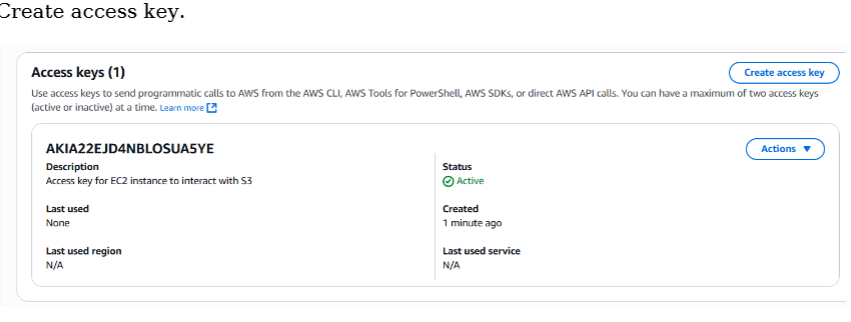 Create access key.
Access keys (1)
Create access key
Use access keys to send programmatic calls to AWS from the AWS CLI, AWS Tools for PowerShell, AWS SDKs, or direct AWS API calls. You can have a maximum of two access keys
(active or inactive) at a time. Learn more
AKIA22EJD4NBLOSUA5YE
Actions
Description
Access key for EC2 instance to interact with S3
Status
Active
Last used
None
Created
1 minute ago
Last used region
N/A
Last used service
N/A